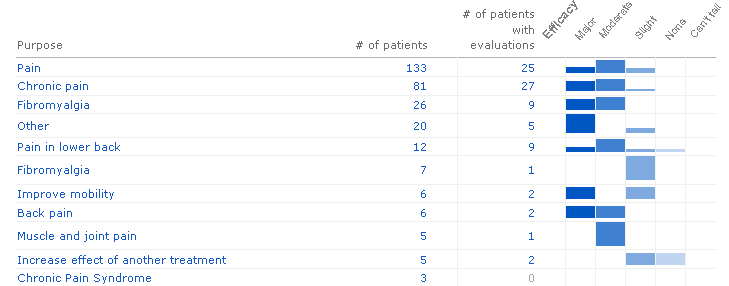 # of patients
with
evaluations
Purpose # of patients Efficacy Major Moderate Slight None Can't tell
Pain 133 25
Chronic pain 81 27
Fibromyalgia 26 9
Other 20 5
Pain in lower back 12 9
Fibromyalgia 7 1
Improve mobility 6 2
Back pain 6 2
Muscle and joint pain 5 1
Increase effect of another treatment 5 2
Chronic Pain Syndrome 3 0